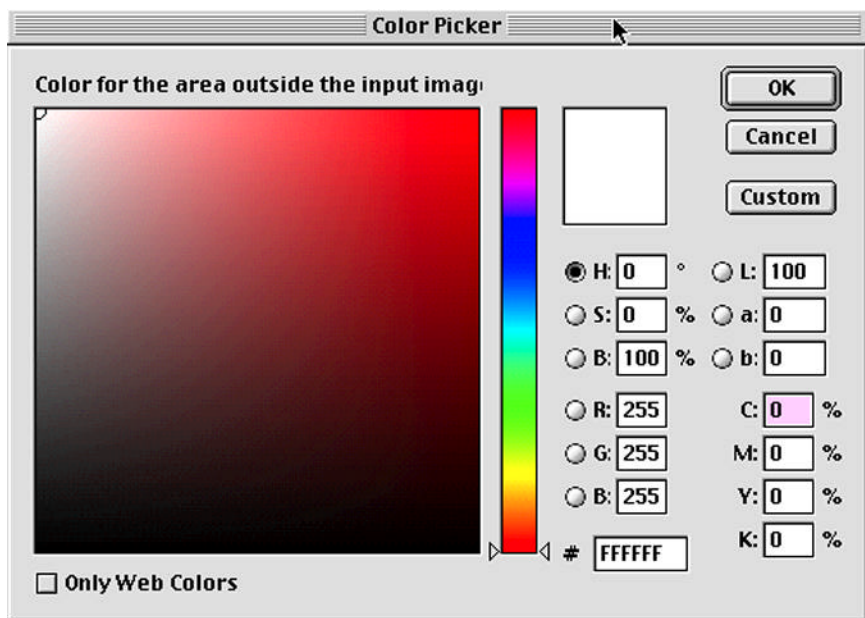 Color Picker
Color for the area outside the input imag
OK
Cancel
Custom
H: 0 °
L: 100
S: 0 %
a: 0
B: 100 %
b: 0
R: 255
C: 0 %
G: 255
M: 0 %
B: 255
Y: 0 %
# FFFFFF
K: 0 %
Only Web Colors